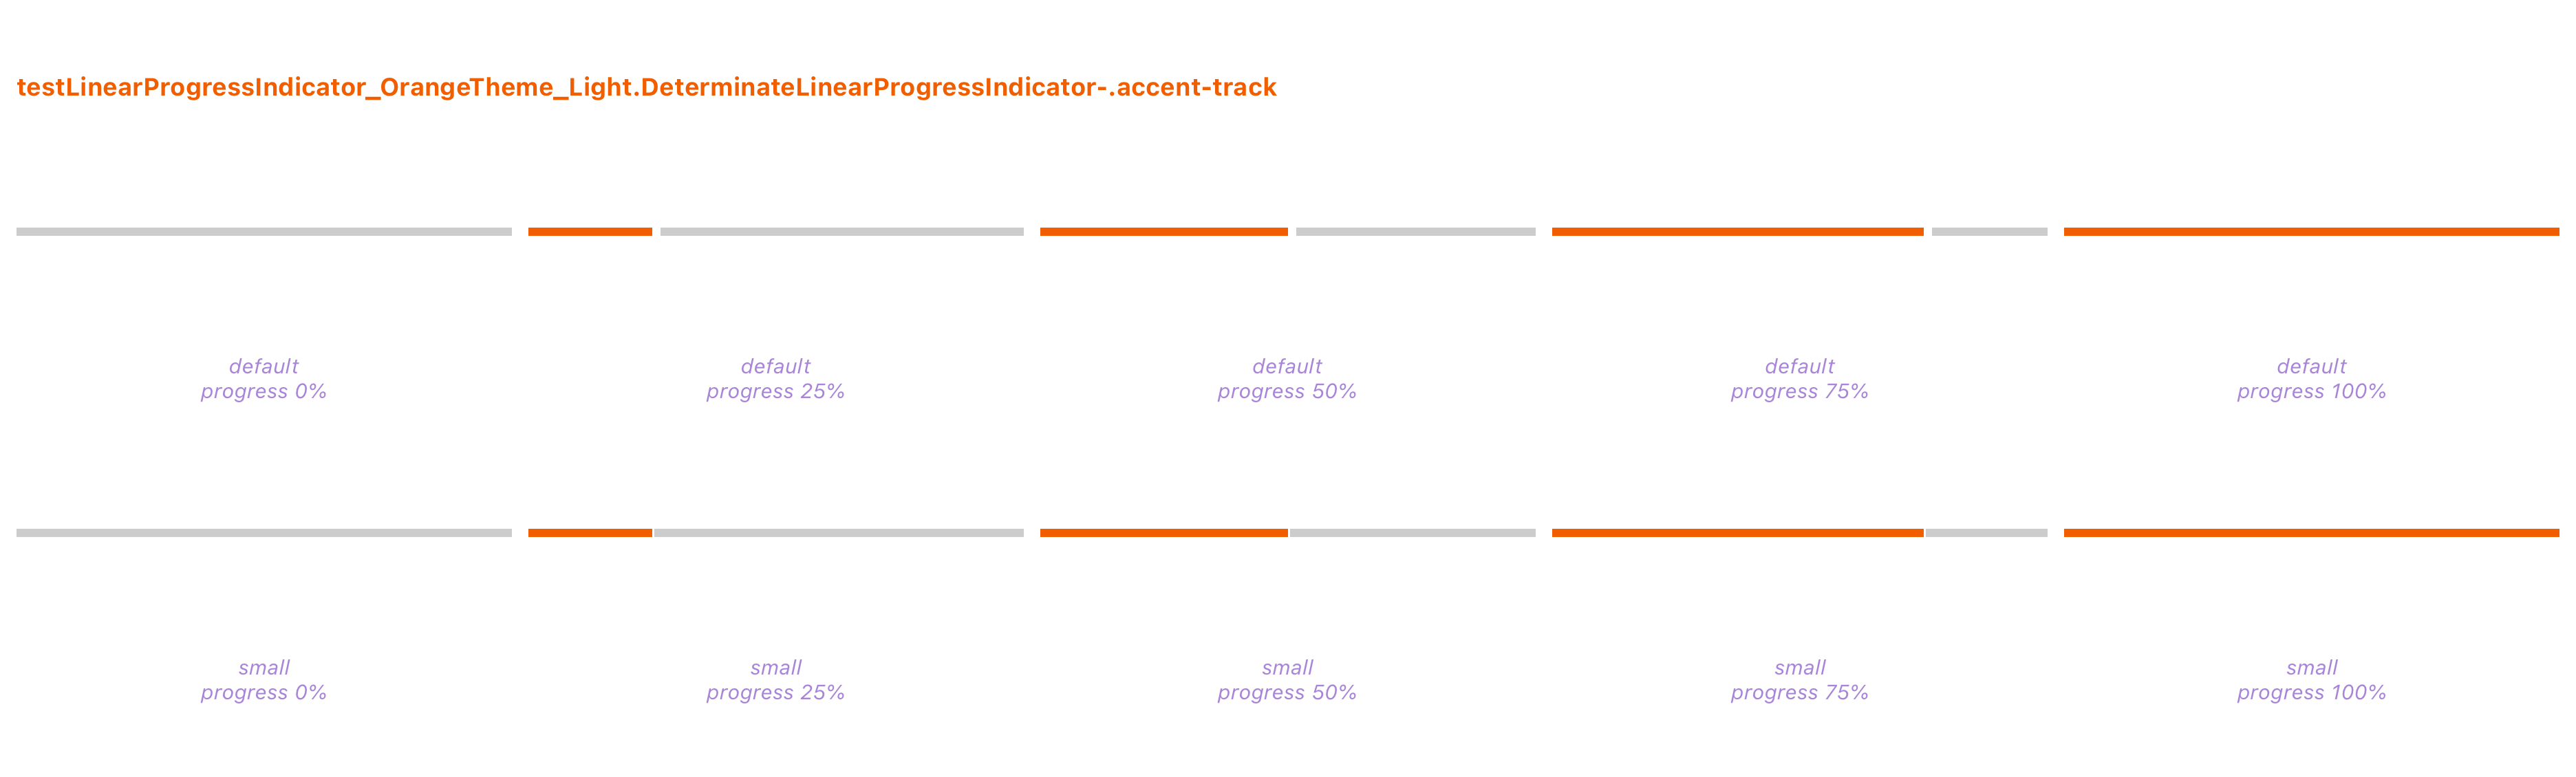 testLinearProgressIndicator_OrangeTheme_Light.DeterminateLinearProgressIndicator-.accent-track
default
progress 0%
default
progress 25%
default
progress 50%
default
progress 75%
default
progress 100%
small
progress 0%
small
progress 25%
small
progress 50%
small
progress 75%
small
progress 100%